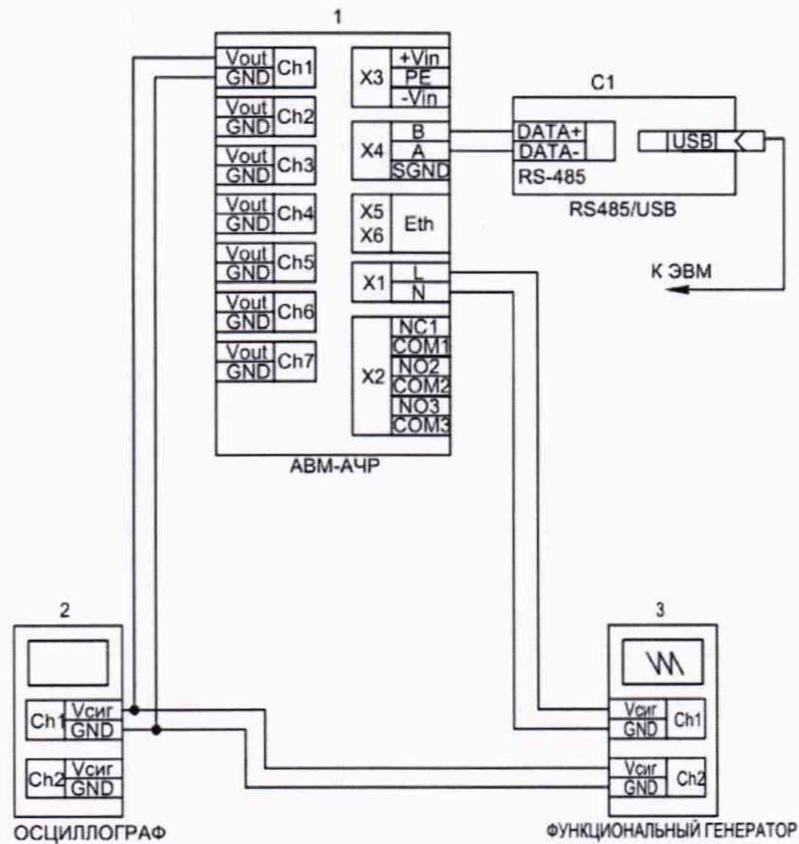 1
Vout
GND
Ch1
Vout
GND
Ch2
Vout
GND
Ch3
Vout
GND
Ch4
Vout
GND
Ch5
Vout
GND
Ch6
Vout
GND
Ch7
X3
+Vin
PE
-Vin
X4
B
A
SGND
X5
X6
Eth
X1
L
N
X2
NC1
COM1
NO2
COM2
NO3
COM3
АВМ-АЧР
С1
DATA+
DATA-
RS-485
USB
RS485/USB
К ЭВМ
2
Ch1
Vсиг
GND
Ch2
Vсиг
GND
ОСЦИЛЛОГРАФ
3
Vсиг
GND
Ch1
Vсиг
GND
Ch2
ФУНКЦИОНАЛЬНЫЙ ГЕНЕРАТОР